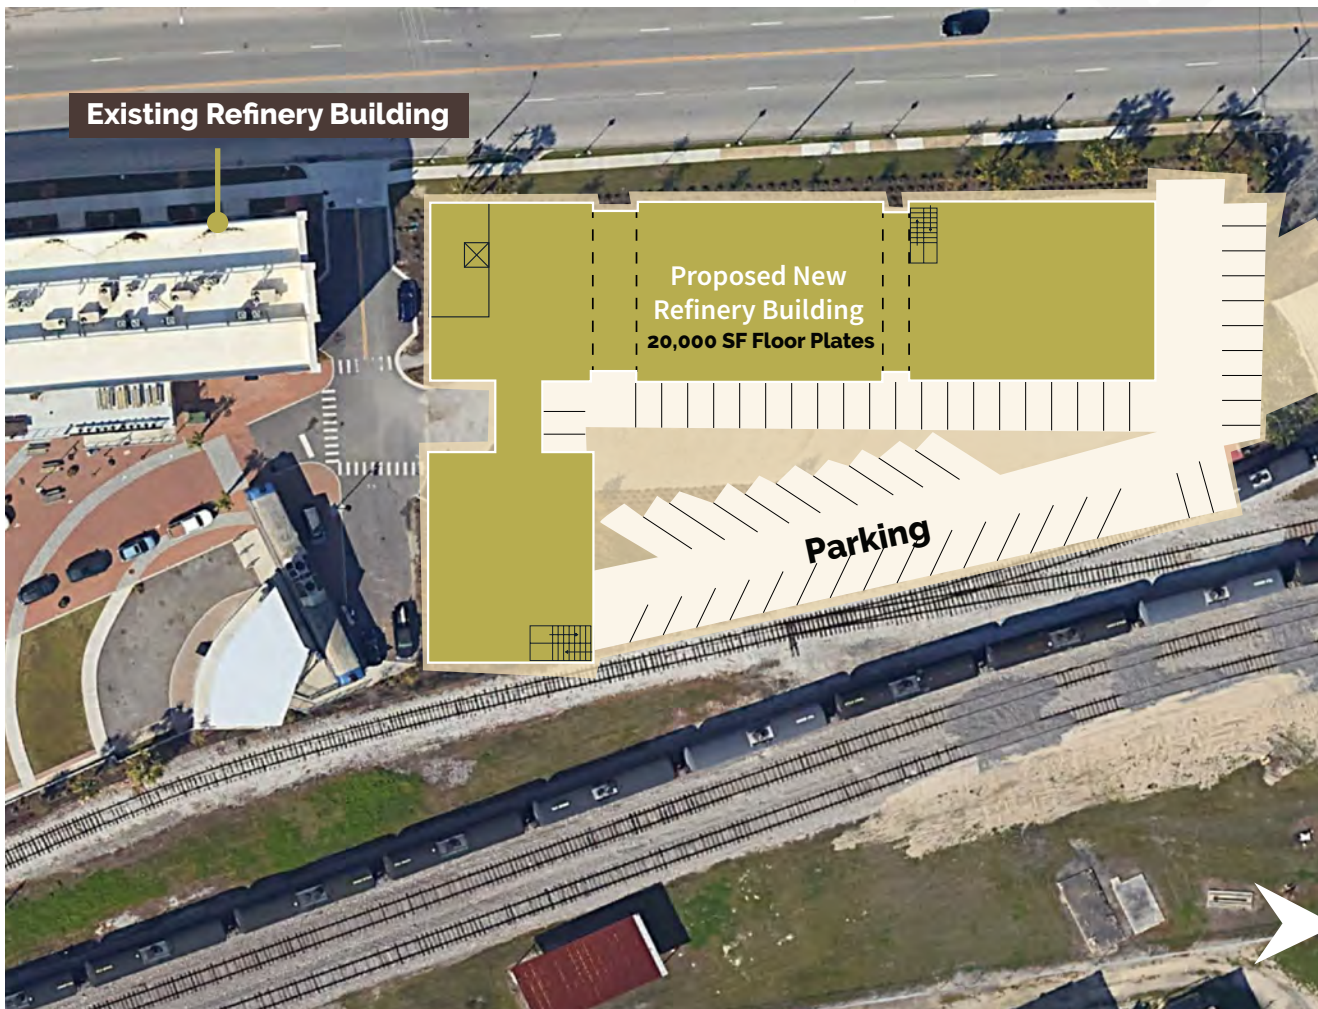 Existing Refinery Building
Proposed New
Refinery Building
20,000 SF Floor Plates
Parking